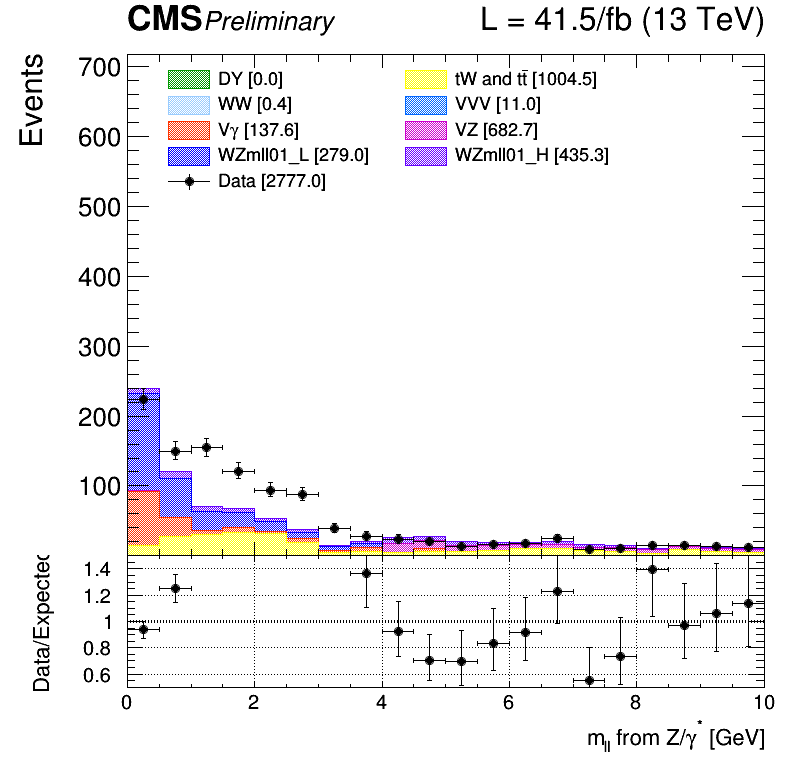 CMS Preliminary L = 41.5/fb (13 TeV)
Events
700
600
500
400
300
200
100
DY [0.0] tW and tt̄ [1004.5]
WW [0.4] VVV [11.0]
Vγ [137.6] VZ [682.7]
WZmll01_L [279.0] WZmll01_H [435.3]
Data [2777.0]
Data/Expected
1.4
1.2
1
0.8
0.6
0 2 4 6 8 10
m_ll from Z/γ* [GeV]